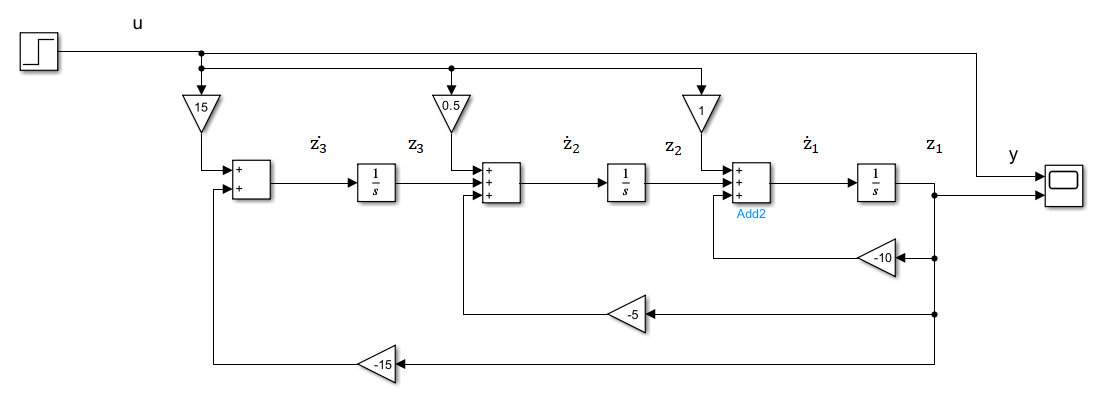 u
15
0.5
1
ż₃
z₃
ż₂
z₂
ż₁
z₁
y
+
+
1
s
+
+
+
1
s
+
+
+
1
s
Add2
-10
-5
-15